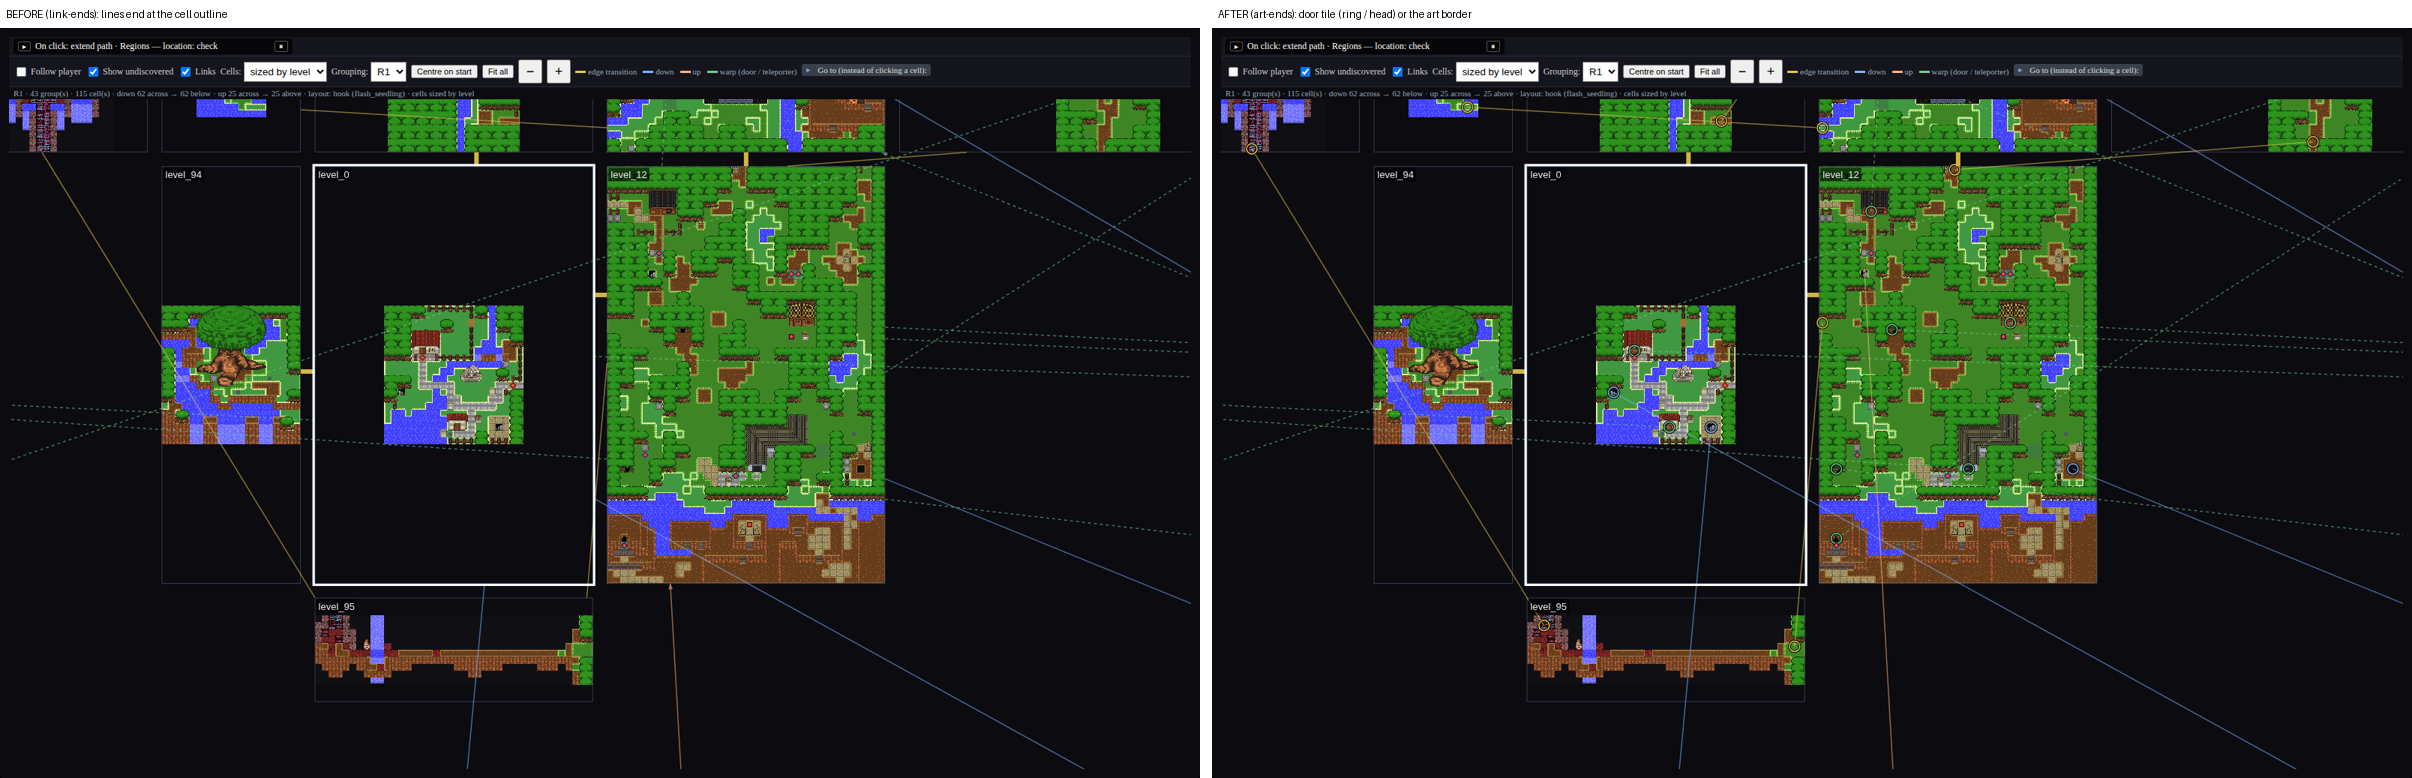 BEFORE (link-ends): lines end at the cell outline
On click: extend path · Regions — location: check
Follow player Show undiscovered Links Cells: sized by level Grouping: R1 Centre on start Fit all − + edge transition down up warp (door / teleporter) Go to (instead of clicking a cell):
R1 · 43 group(s) · 115 cell(s) · down 62 across → 62 below · up 25 across → 25 above · layout: hook (flash_seedling) · cells sized by level
level_94
level_0
level_12
level_95
AFTER (art-ends): door tile (ring / head) or the art border
On click: extend path · Regions — location: check
Follow player Show undiscovered Links Cells: sized by level Grouping: R1 Centre on start Fit all − + edge transition down up warp (door / teleporter) Go to (instead of clicking a cell):
R1 · 43 group(s) · 115 cell(s) · down 62 across → 62 below · up 25 across → 25 above · layout: hook (flash_seedling) · cells sized by level
level_94
level_0
level_12
level_95